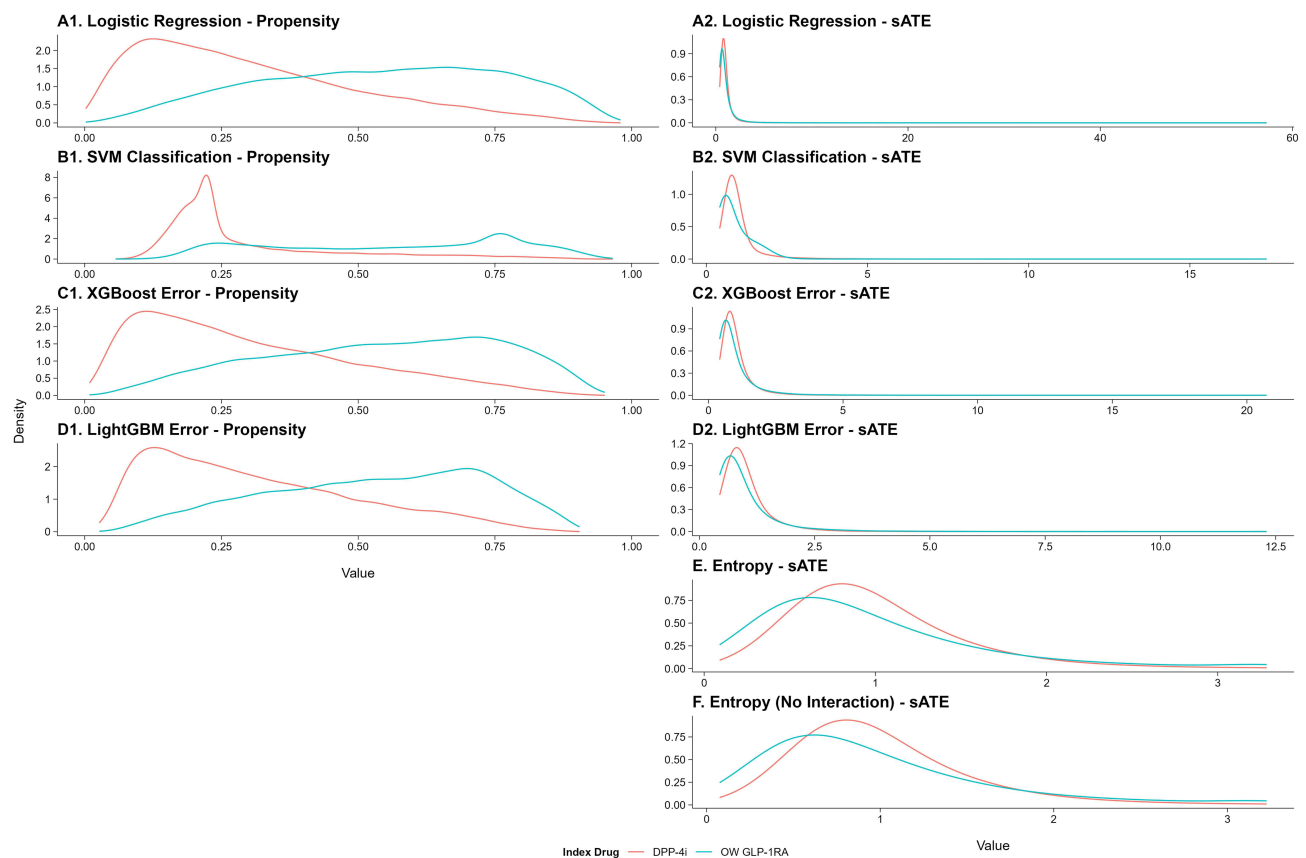 A1. Logistic Regression - Propensity
2.0
1.5
1.0
0.5
0.0
0.00 0.25 0.50 0.75 1.00
A2. Logistic Regression - sATE
0.9
0.6
0.3
0.0
0 20 40 60
B1. SVM Classification - Propensity
8
6
4
2
0
0.00 0.25 0.50 0.75 1.00
B2. SVM Classification - sATE
1.0
0.5
0.0
0 5 10 15
C1. XGBoost Error - Propensity
2.5
2.0
1.5
1.0
0.5
0.0
0.00 0.25 0.50 0.75 1.00
C2. XGBoost Error - sATE
0.9
0.6
0.3
0.0
0 5 10 15 20
Density
D1. LightGBM Error - Propensity
2
1
0
0.00 0.25 0.50 0.75 1.00
Value
D2. LightGBM Error - sATE
1.2
0.9
0.6
0.3
0.0
0.0 2.5 5.0 7.5 10.0 12.5
E. Entropy - sATE
0.75
0.50
0.25
0.00
0 1 2 3
F. Entropy (No Interaction) - sATE
0.75
0.50
0.25
0.00
0 1 2 3
Value
Index Drug DPP-4i OW GLP-1RA